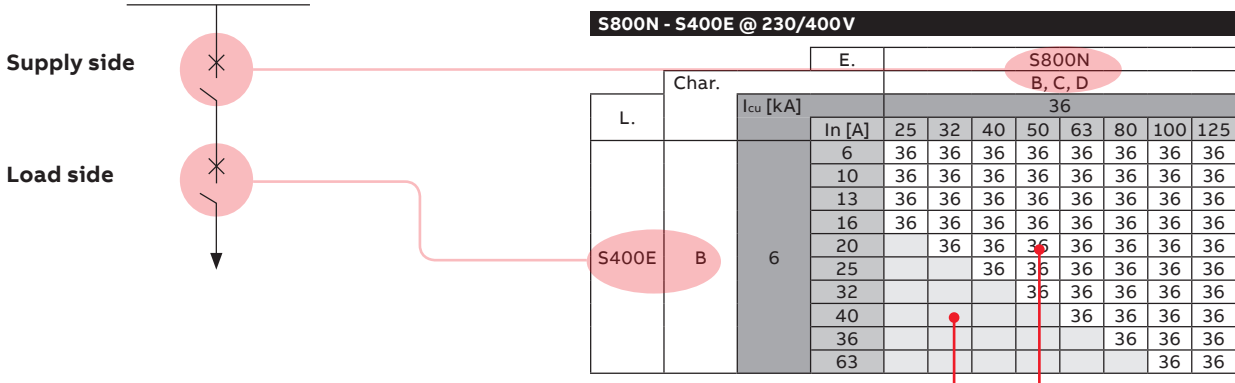 S800N - S400E @ 230/400V
Supply side
E. S800N
Char. B, C, D
L. Icu [kA] 36
In [A] 25 32 40 50 63 80 100 125
6 36 36 36 36 36 36 36 36
10 36 36 36 36 36 36 36 36
13 36 36 36 36 36 36 36 36
Load side
16 36 36 36 36 36 36 36 36
20 36 36 36 36 36 36 36
S400E B 6
25 36 36 36 36 36 36
32 36 36 36 36 36
40 36 36 36 36
36 36 36 36
63 36 36